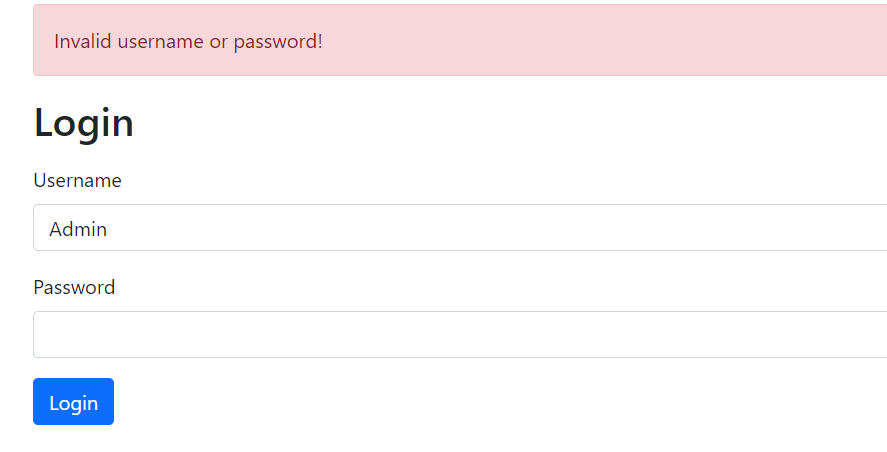 Invalid username or password!
Login
Username
Admin
Password
Login